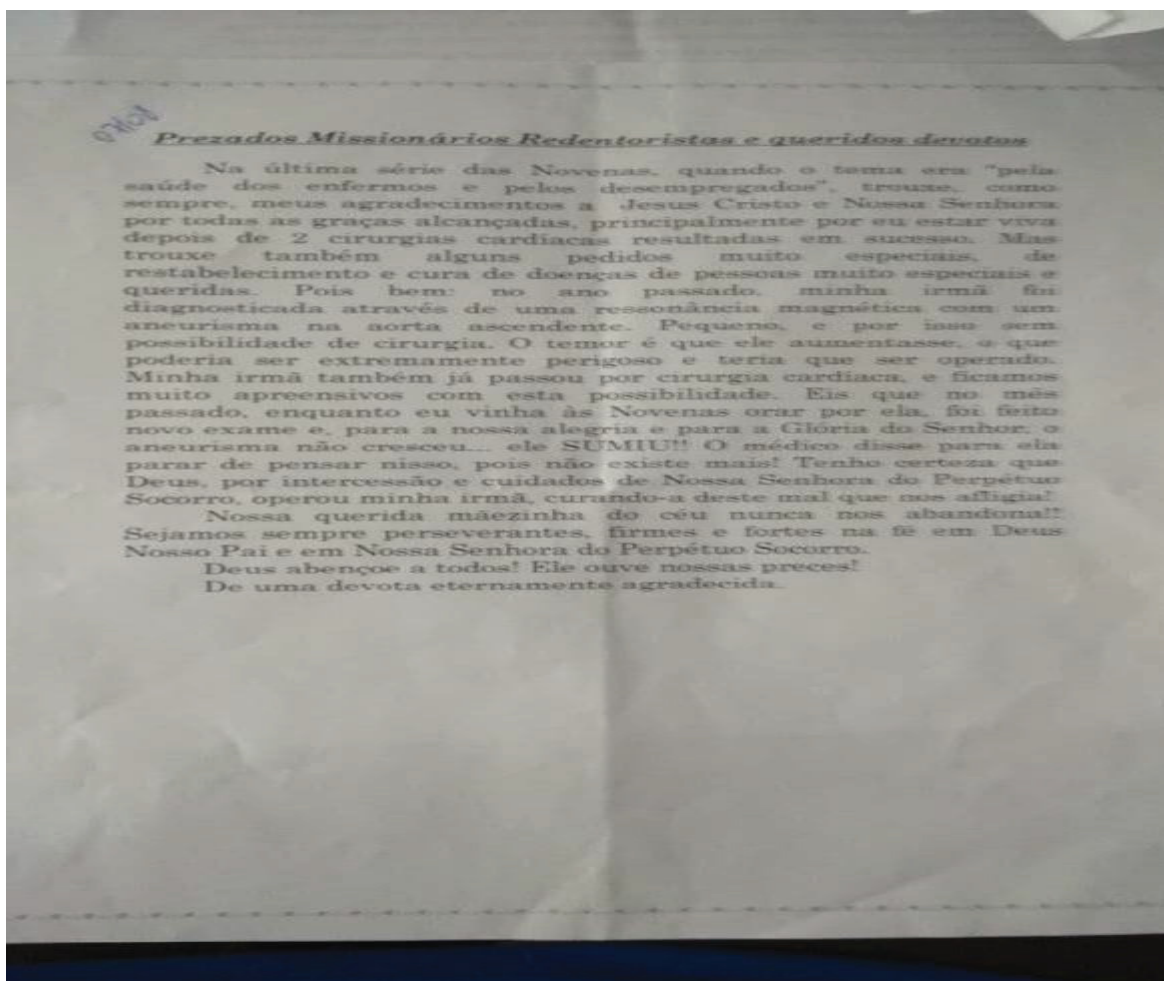 07/08
Prezados Missionários Redentoristas e queridos devotos
Na última série das Novenas, quando o tema era "pela
saúde dos enfermos e pelos desempregados", trouxe, como
sempre, meus agradecimentos a Jesus Cristo e Nossa Senhora
por todas as graças alcançadas, principalmente por eu estar viva
depois de 2 cirurgias cardíacas resultadas em sucesso. Mas
trouxe também alguns pedidos muito especiais, de
restabelecimento e cura de doenças de pessoas muito especiais e
queridas. Pois bem: no ano passado, minha irmã foi
diagnosticada através de uma ressonância magnética com um
aneurisma na aorta ascendente. Pequeno, e por isso sem
possibilidade de cirurgia. O temor é que ele aumentasse, o que
poderia ser extremamente perigoso e teria que ser operado.
Minha irmã também já passou por cirurgia cardíaca, e ficamos
muito apreensivos com esta possibilidade. Eis que no mês
passado, enquanto eu vinha às Novenas orar por ela, foi feito
novo exame e, para a nossa alegria e para a Glória do Senhor, o
aneurisma não cresceu... ele SUMIU!! O médico disse para ela
parar de pensar nisso, pois não existe mais! Tenho certeza que
Deus, por intercessão e cuidados de Nossa Senhora do Perpétuo
Socorro, operou minha irmã, curando-a deste mal que nos afligia!
Nossa querida mãezinha do céu nunca nos abandona!!
Sejamos sempre perseverantes, firmes e fortes na fé em Deus
Nosso Pai e em Nossa Senhora do Perpétuo Socorro.
Deus abençoe a todos! Ele ouve nossas preces!
De uma devota eternamente agradecida.